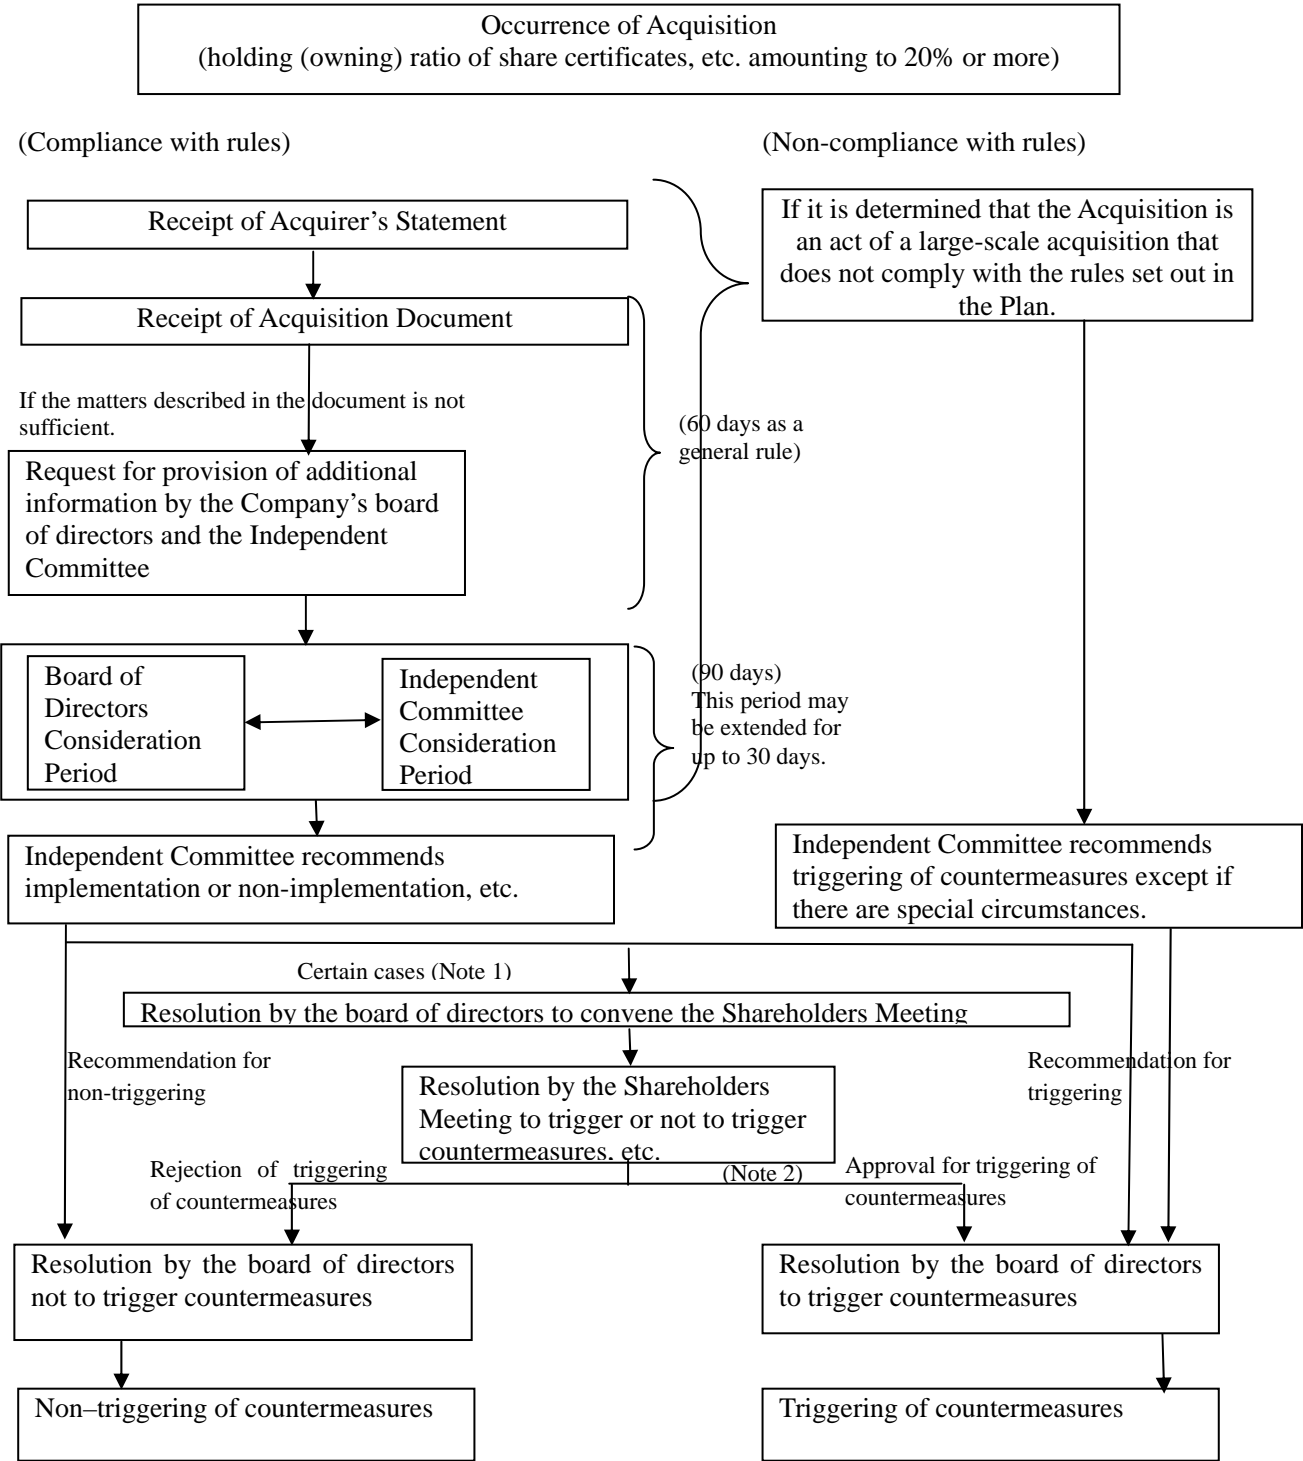 Occurrence of Acquisition
(holding (owning) ratio of share certificates, etc. amounting to 20% or more)
(Compliance with rules)
(Non-compliance with rules)
Receipt of Acquirer’s Statement
If it is determined that the Acquisition is
an act of a large-scale acquisition that
does not comply with the rules set out in
the Plan.
Receipt of Acquisition Document
If the matters described in the document is not
sufficient.
(60 days as a
general rule)
Request for provision of additional
information by the Company’s board
of directors and the Independent
Committee
Board of
Directors
Consideration
Period
Independent
Committee
Consideration
Period
(90 days)
This period may
be extended for
up to 30 days.
Independent Committee recommends
implementation or non-implementation, etc.
Independent Committee recommends
triggering of countermeasures except if
there are special circumstances.
Certain cases (Note 1)
Resolution by the board of directors to convene the Shareholders Meeting
Recommendation for
non-triggering
Recommendation for
triggering
Resolution by the Shareholders
Meeting to trigger or not to trigger
countermeasures, etc.
Rejection of triggering
of countermeasures
(Note 2)
Approval for triggering of
countermeasures
Resolution by the board of directors
not to trigger countermeasures
Resolution by the board of directors
to trigger countermeasures
Non–triggering of countermeasures
Triggering of countermeasures